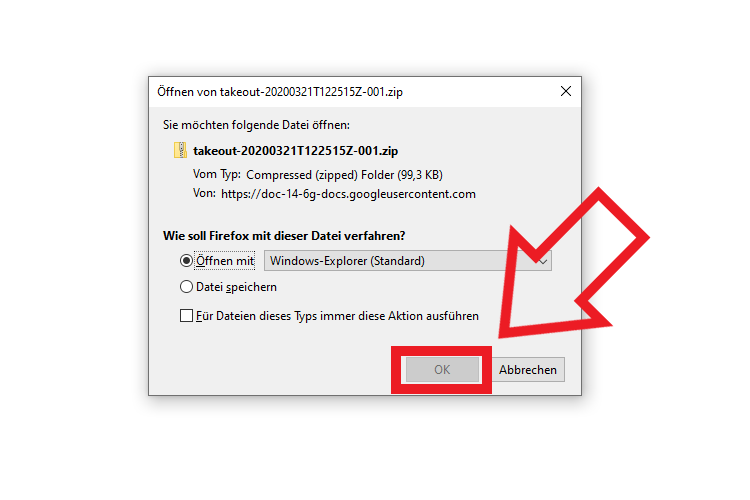 Öffnen von takeout-20200321T122515Z-001.zip
Sie möchten folgende Datei öffnen:
takeout-20200321T122515Z-001.zip
Vom Typ: Compressed (zipped) Folder (99,3 KB)
Von: https://doc-14-6g-docs.googleusercontent.com
Wie soll Firefox mit dieser Datei verfahren?
Öffnen mit Windows-Explorer (Standard)
Datei speichern
Für Dateien dieses Typs immer diese Aktion ausführen
OK Abbrechen